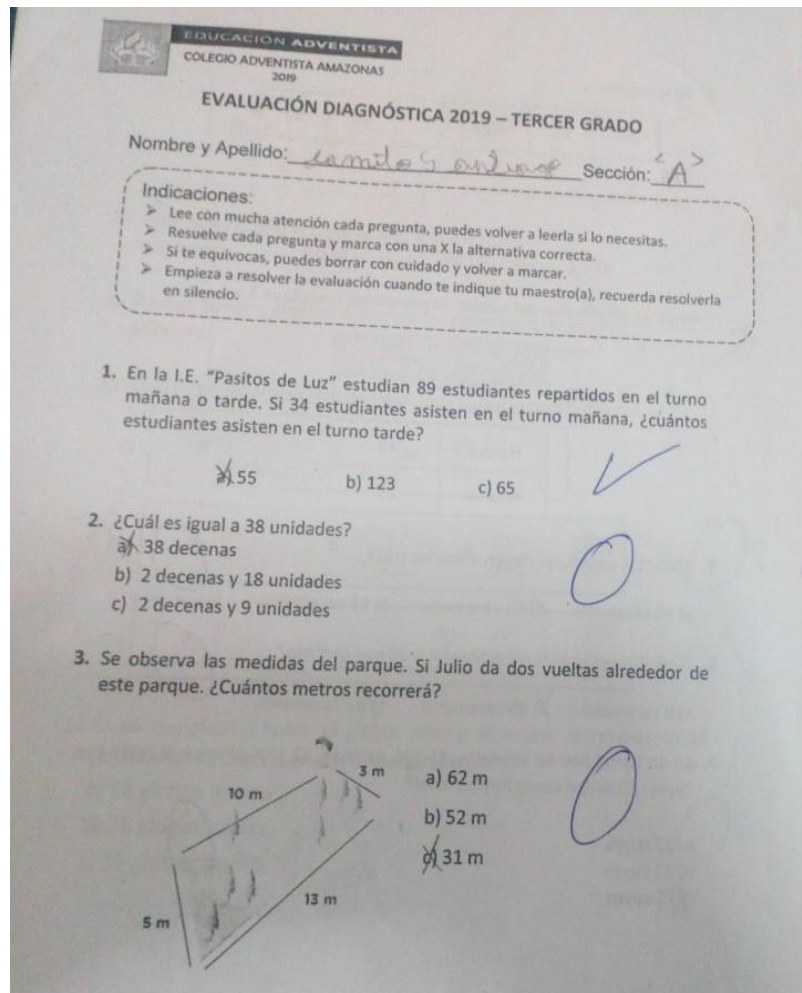 EDUCACIÓN ADVENTISTA
COLEGIO ADVENTISTA AMAZONAS
2019
EVALUACIÓN DIAGNÓSTICA 2019 – TERCER GRADO
Nombre y Apellido: Camilo Santiago Sección: "A"
Indicaciones:
➤ Lee con mucha atención cada pregunta, puedes volver a leerla si lo necesitas.
➤ Resuelve cada pregunta y marca con una X la alternativa correcta.
➤ Si te equivocas, puedes borrar con cuidado y volver a marcar.
➤ Empieza a resolver la evaluación cuando te indique tu maestro(a), recuerda resolverla
en silencio.
1. En la I.E. "Pasitos de Luz" estudian 89 estudiantes repartidos en el turno
mañana o tarde. Si 34 estudiantes asisten en el turno mañana, ¿cuántos
estudiantes asisten en el turno tarde?
a) 55 b) 123 c) 65
2. ¿Cuál es igual a 38 unidades?
a) 38 decenas
b) 2 decenas y 18 unidades
c) 2 decenas y 9 unidades
3. Se observa las medidas del parque. Si Julio da dos vueltas alrededor de
este parque. ¿Cuántos metros recorrerá?
3 m
10 m
13 m
5 m
a) 62 m
b) 52 m
c) 31 m